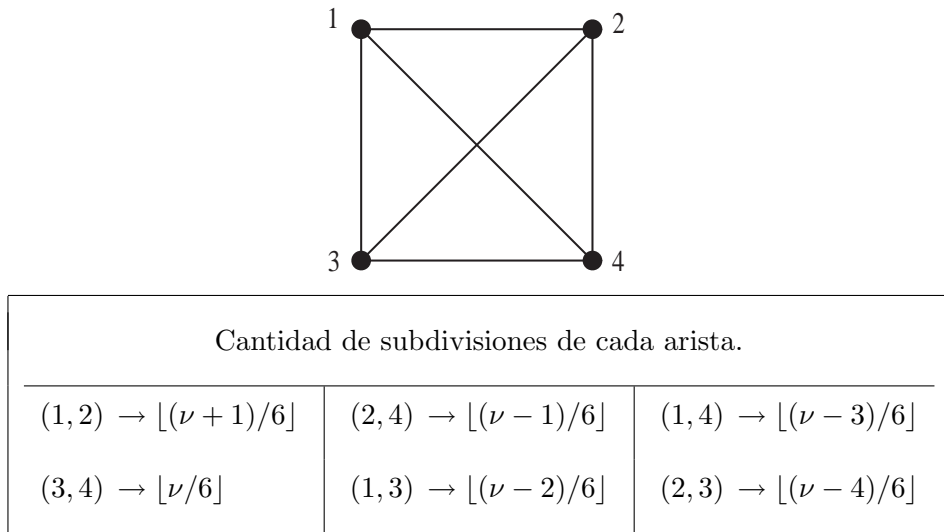 1
2
3
4
Cantidad de subdivisiones de cada arista.
(1, 2) → ⌊(ν + 1)/6⌋ (2, 4) → ⌊(ν − 1)/6⌋ (1, 4) → ⌊(ν − 3)/6⌋
(3, 4) → ⌊ν/6⌋ (1, 3) → ⌊(ν − 2)/6⌋ (2, 3) → ⌊(ν − 4)/6⌋